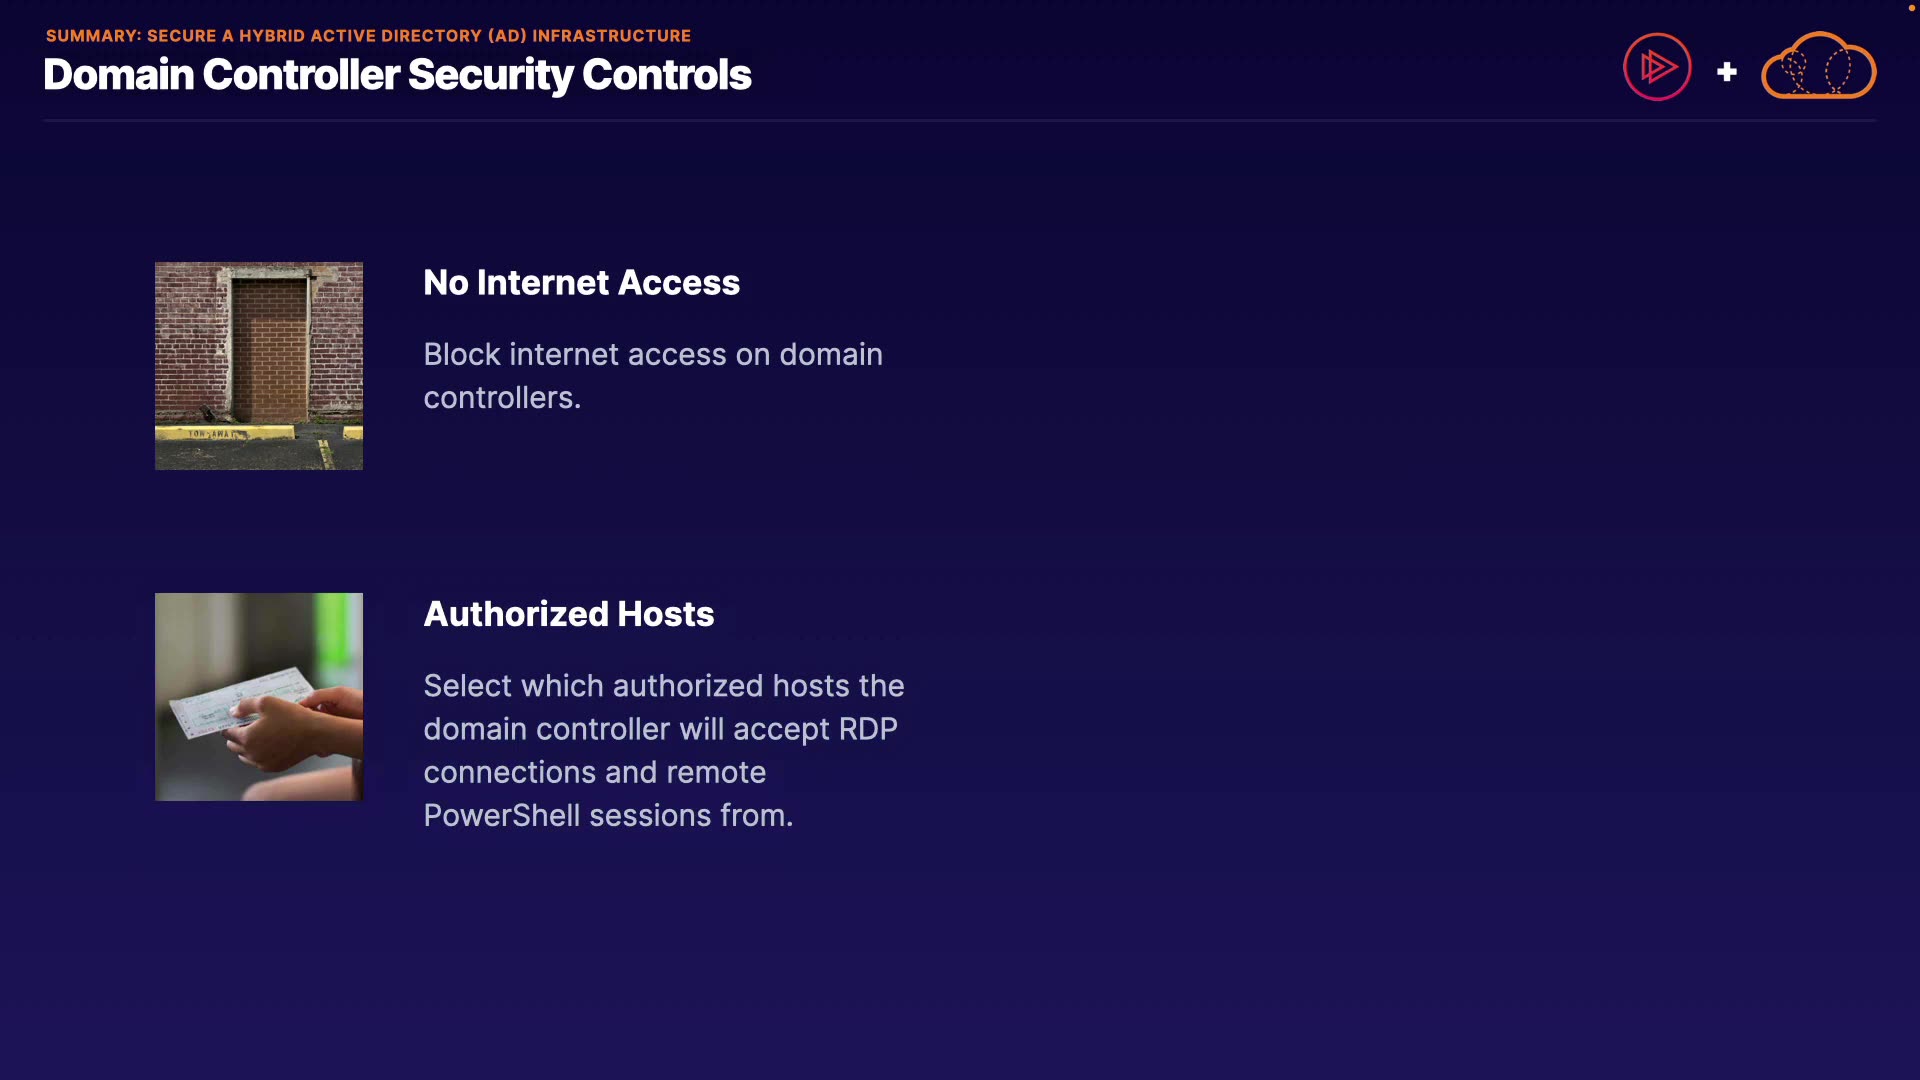 SUMMARY: SECURE A HYBRID ACTIVE DIRECTORY (AD) INFRASTRUCTURE
Domain Controller Security Controls
No Internet Access
Block internet access on domain
controllers.
TOW-AWAY
Authorized Hosts
Select which authorized hosts the
domain controller will accept RDP
connections and remote
PowerShell sessions from.